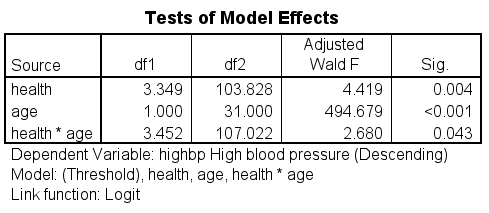 Tests of Model Effects
Source df1 df2 Adjusted Wald F Sig.
health 3.349 103.828 4.419 0.004
age 1.000 31.000 494.679 <0.001
health * age 3.452 107.022 2.680 0.043
Dependent Variable: highbp High blood pressure (Descending)
Model: (Threshold), health, age, health * age
Link function: Logit